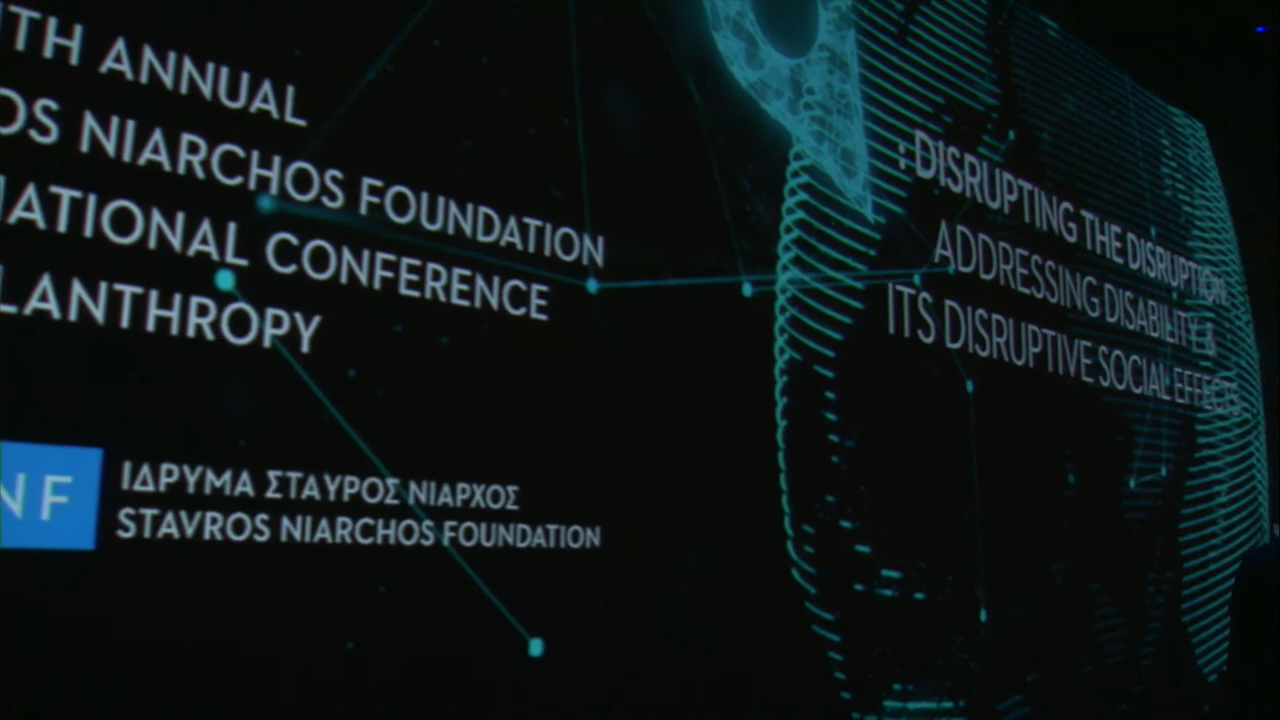 TH ANNUAL
OS NIARCHOS FOUNDATION
NATIONAL CONFERENCE
LANTHROPY
: DISRUPTING THE DISRUPTION
ADDRESSING DISABILITY &
ITS DISRUPTIVE SOCIAL EFFECTS
NF
ΙΔΡΥΜΑ ΣΤΑΥΡΟΣ ΝΙΑΡΧΟΣ
STAVROS NIARCHOS FOUNDATION